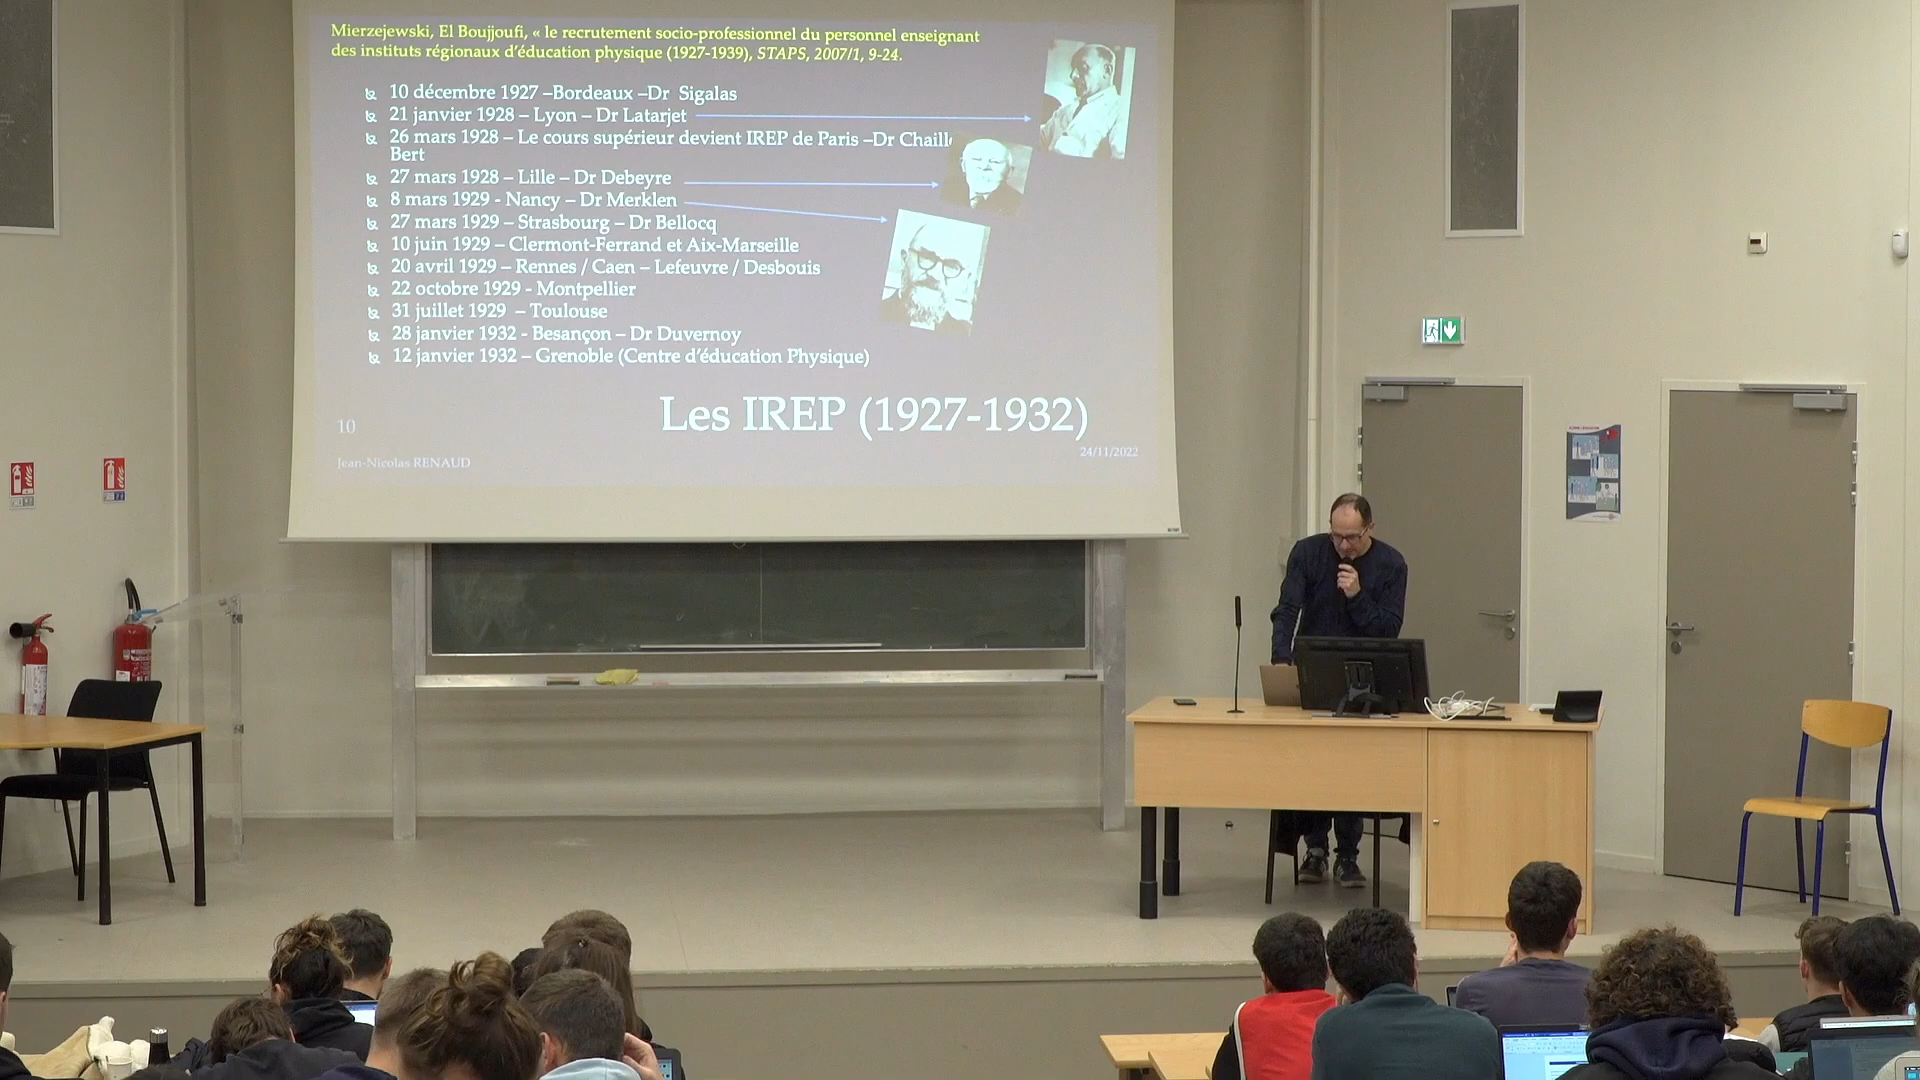 Mierzejewski, El Boujjoufi, « le recrutement socio-professionnel du personnel enseignant
des instituts régionaux d'éducation physique (1927-1939), STAPS, 2007/1, 9-24.
10 décembre 1927 –Bordeaux –Dr Sigalas
21 janvier 1928 – Lyon – Dr Latarjet
26 mars 1928 – Le cours supérieur devient IREP de Paris –Dr Chaill
Bert
27 mars 1928 – Lille – Dr Debeyre
8 mars 1929 - Nancy – Dr Merklen
27 mars 1929 – Strasbourg – Dr Bellocq
10 juin 1929 – Clermont-Ferrand et Aix-Marseille
20 avril 1929 – Rennes / Caen – Lefeuvre / Desbouis
22 octobre 1929 - Montpellier
31 juillet 1929 – Toulouse
28 janvier 1932 - Besançon – Dr Duvernoy
12 janvier 1932 – Grenoble (Centre d'éducation Physique)
Les IREP (1927-1932)
10
24/11/2022
Jean-Nicolas RENAUD